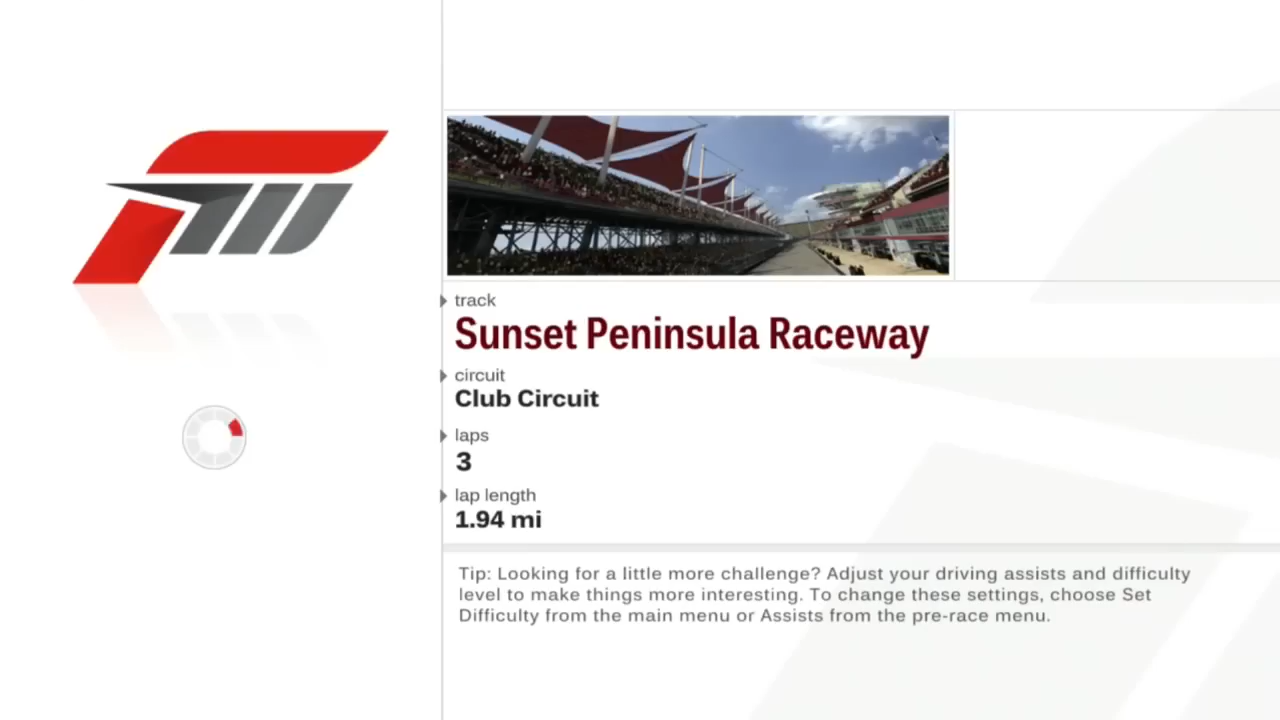 track
Sunset Peninsula Raceway
circuit
Club Circuit
laps
3
lap length
1.94 mi
Tip: Looking for a little more challenge? Adjust your driving assists and difficulty
level to make things more interesting. To change these settings, choose Set
Difficulty from the main menu or Assists from the pre-race menu.